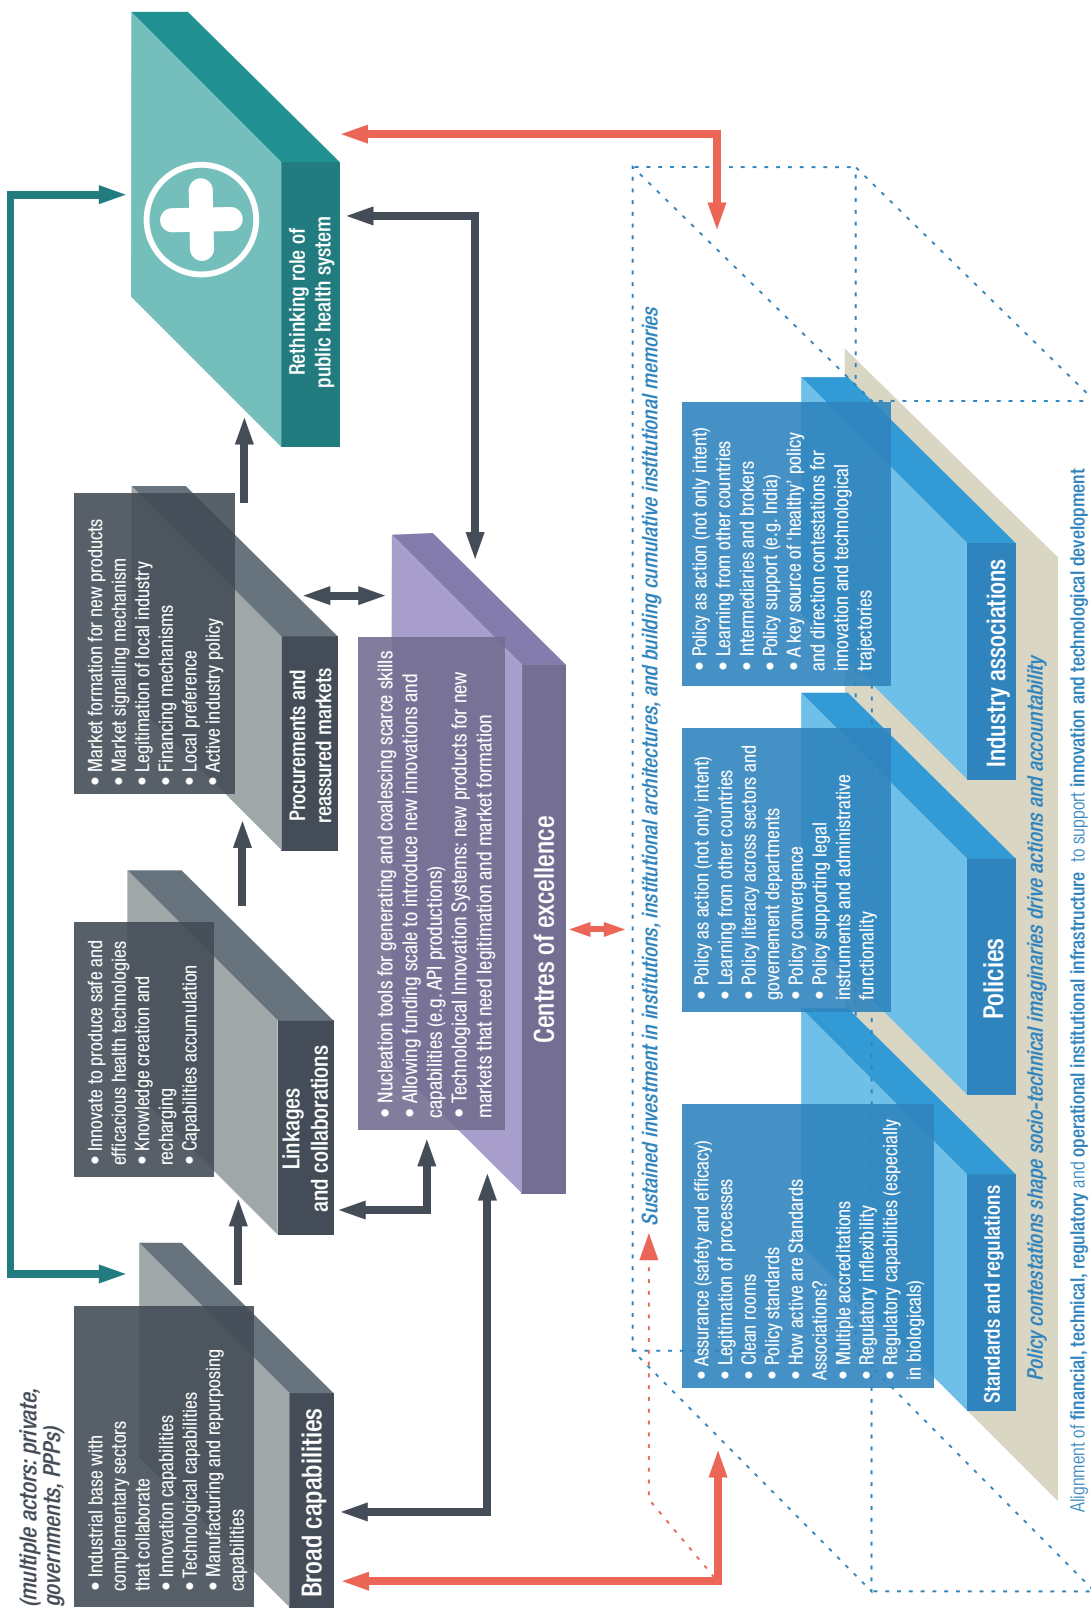 (multiple actors: private,
governments, PPPs)
• Industrial base with
complementary sectors
that collaborate
• Innovation capabilities
• Technological capabilities
• Manufacturing and repurposing
capabilities
Broad capabilities
• Innovate to produce safe and
efficacious health technologies
• Knowledge creation and
recharging
• Capabilities accumulation
Linkages
and collaborations
• Market formation for new products
• Market signalling mechanism
• Legitimation of local industry
• Financing mechanisms
• Local preference
• Active industry policy
Procurements and
reassured markets
Rethinking role of
public health system
• Nucleation tools for generating and coalescing scarce skills
• Allowing funding scale to introduce new innovations and
capabilities (e.g. API productions)
• Technological Innovation Systems: new products for new
markets that need legitimation and market formation
Centres of excellence
Sustained investment in institutions, institutional architectures, and building cumulative institutional memories
• Assurance (safety and efficacy)
• Legitimation of processes
• Clean rooms
• Policy standards
• How active are Standards
Associations?
• Multiple accreditations
• Regulatory inflexibility
• Regulatory capabilities (especially
in biologicals)
Standards and regulations
• Policy as action (not only intent)
• Learning from other countries
• Policy literacy across sectors and
governement departments
• Policy convergence
• Policy supporting legal
instruments and administrative
functionality
Policies
• Policy as action (not only intent)
• Learning from other countries
• Intermediaries and brokers
• Policy support (e.g. India)
• A key source of ‘healthy’ policy
and direction contestations for
innovation and technological
trajectories
Industry associations
Policy contestations shape socio-technical imaginaries drive actions and accountability
Alignment of financial, technical, regulatory and operational institutional infrastructure to support innovation and technological development